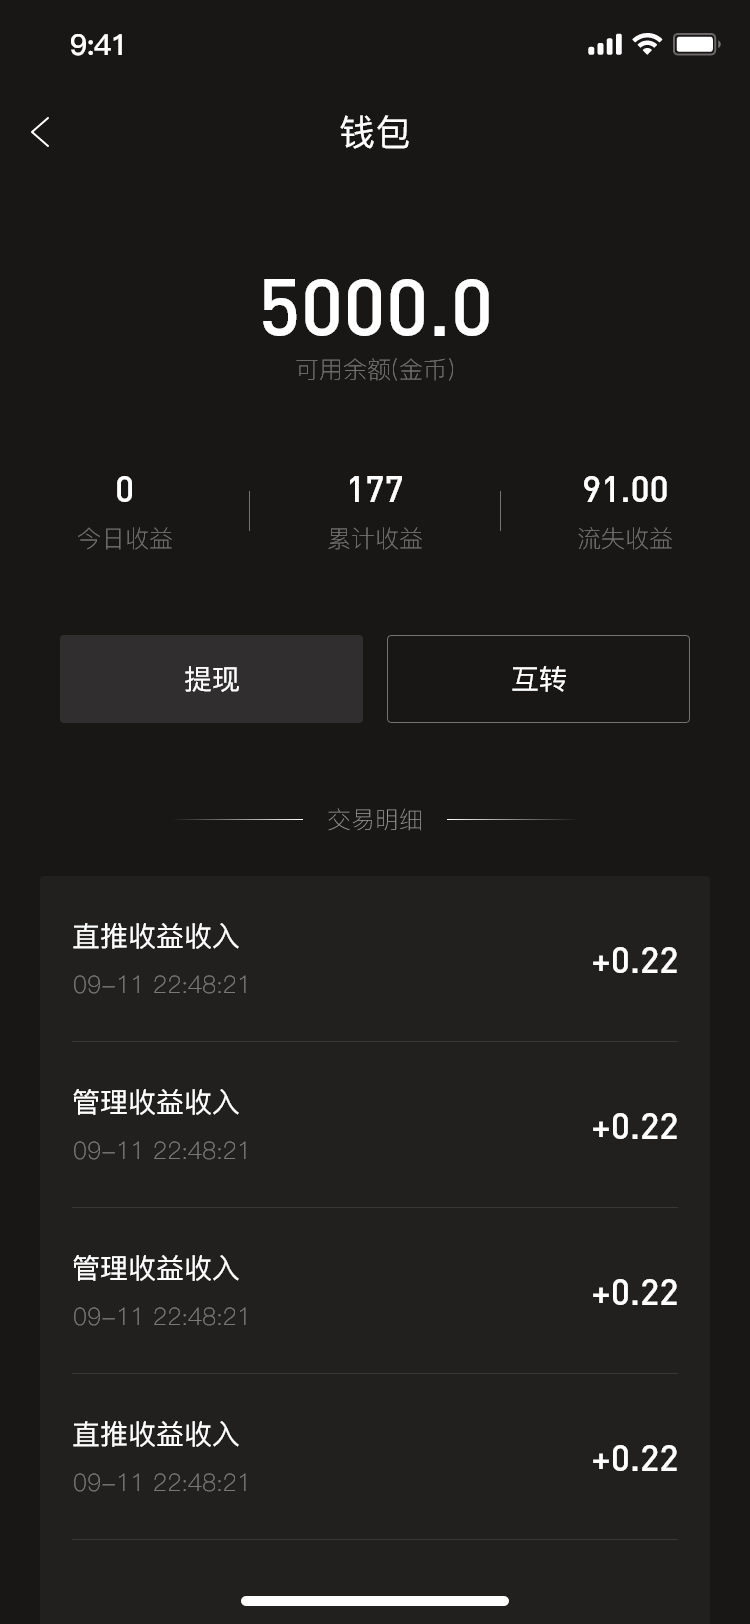 9:41
钱包
5000.0
可用余额(金币)
0 177 91.00
今日收益 累计收益 流失收益
提现 互转
交易明细
直推收益收入
+0.22
09-11 22:48:21
管理收益收入
+0.22
09-11 22:48:21
管理收益收入
+0.22
09-11 22:48:21
直推收益收入
+0.22
09-11 22:48:21